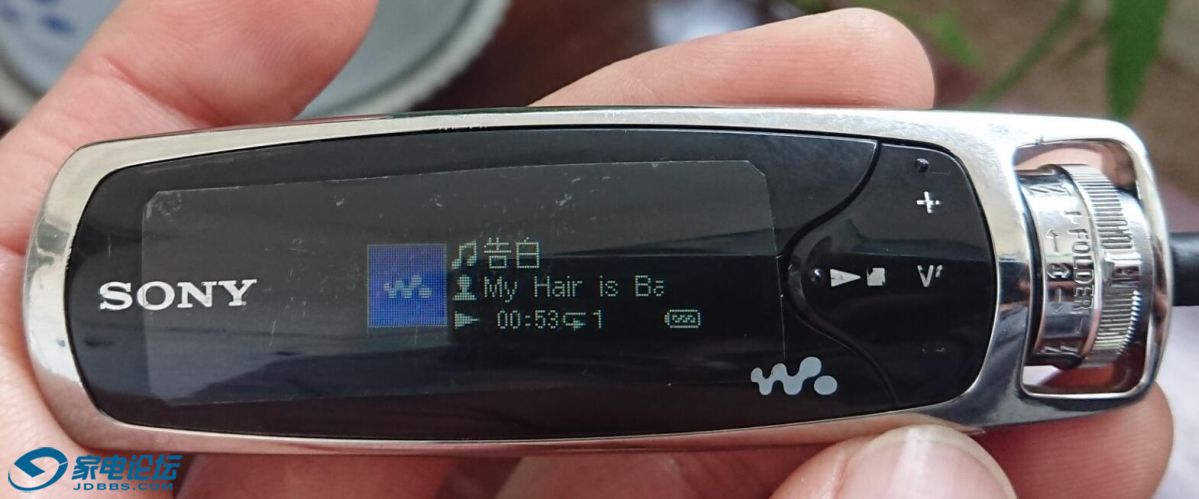 SONY
告白
My Hair is Ba
00:53 1
+
FOLDER
家电论坛
JDBBS.COM